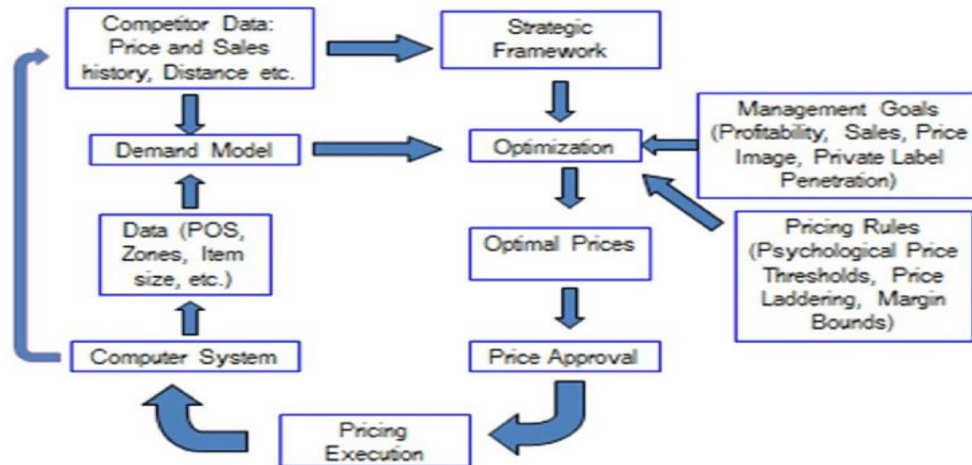 Competitor Data:
Price and Sales
history, Distance etc.
Strategic
Framework
Management Goals
(Profitability, Sales, Price
Image, Private Label
Penetration)
Demand Model
Optimization
Data (POS,
Zones, Item
size, etc.)
Optimal Prices
Pricing Rules
(Psychological Price
Thresholds, Price
Laddering, Margin
Bounds)
Computer System
Price Approval
Pricing
Execution